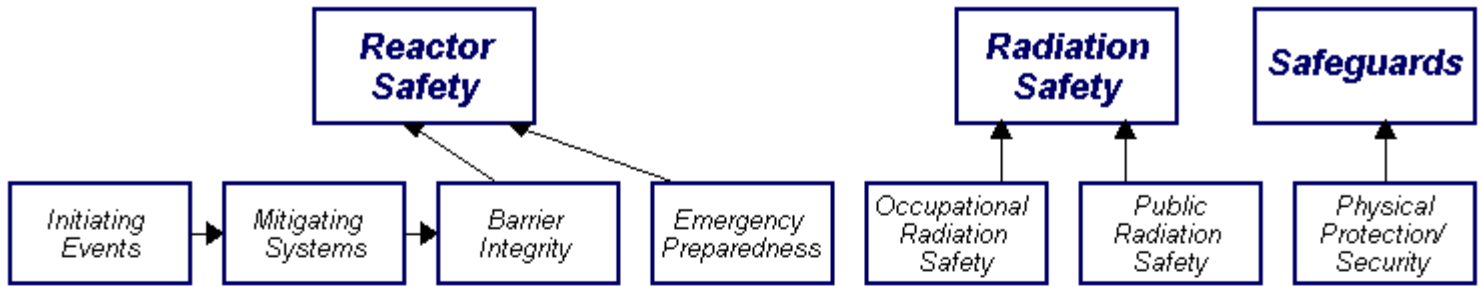 Reactor
Safety
Radiation
Safety
Safeguards
Initiating
Events
Mitigating
Systems
Barrier
Integrity
Emergency
Preparedness
Occupational
Radiation
Safety
Public
Radiation
Safety
Physical
Protection/
Security